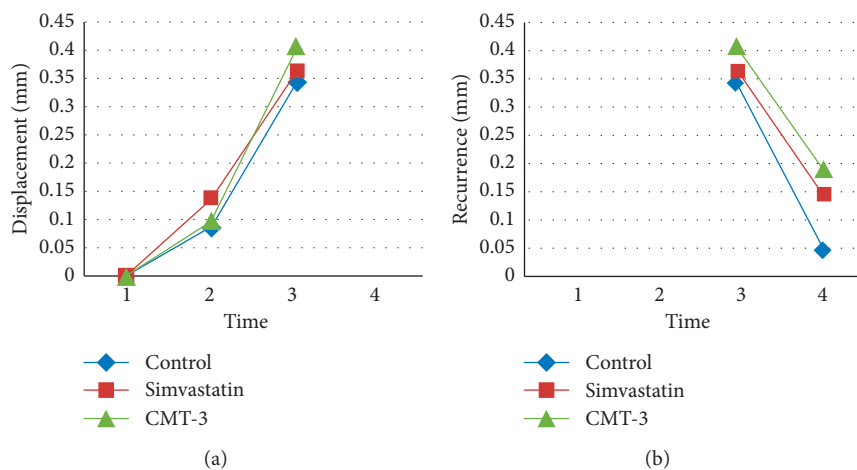 Displacement (mm)
0.45
0.4
0.35
0.3
0.25
0.2
0.15
0.1
0.05
0
1 2 3 4
Time
Control
Simvastatin
CMT-3
(a)
Recurrence (mm)
0.45
0.4
0.35
0.3
0.25
0.2
0.15
0.1
0.05
0
1 2 3 4
Time
Control
Simvastatin
CMT-3
(b)